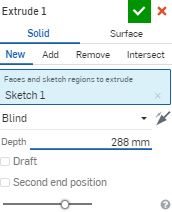 Extrude 1
Solid Surface
New Add Remove Intersect
Faces and sketch regions to extrude
Sketch 1
Blind
Depth 288 mm
Draft
Second end position